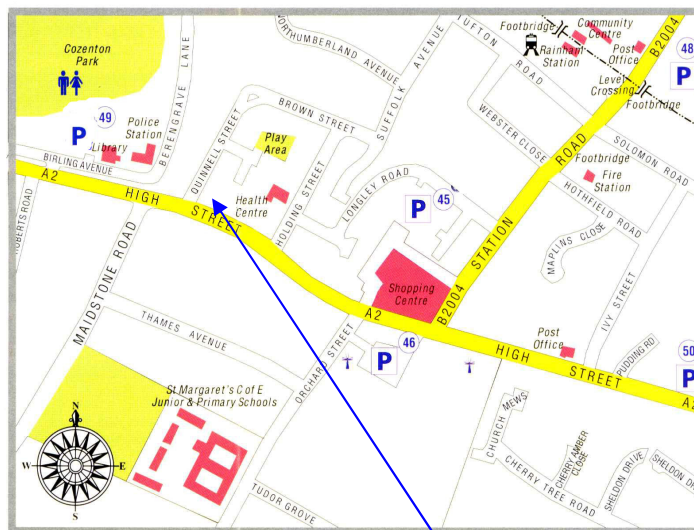 Cozenton
Park
NORTHUMBERLAND AVENUE
SUFFOLK AVENUE
TUFTON ROAD
Footbridge
Community
Centre
Rainham
Station
Post
Office
B2004
48
P
Level
Crossing
Footbridge
BERENGRAVE LANE
49
P
Police
Station
Library
BIRLING AVENUE
QUINNELL STREET
BROWN STREET
Play
Area
WEBSTER CLOSE
SOLOMON ROAD
Footbridge
Fire
Station
HOTHFIELD ROAD
A2
HIGH STREET
Health
Centre
HOLDING STREET
LONGLEY ROAD
45
P
B2004 STATION ROAD
MAPLINS CLOSE
ROBERTS ROAD
MAIDSTONE ROAD
Shopping
Centre
IVY STREET
THAMES AVENUE
A2
46
P
Post
Office
HIGH STREET
PUDDING RD
50
P
A2
ORCHARD STREET
St Margaret's C of E
Junior & Primary Schools
CHURCH MEWS
CHERRY AMBER
CLOSE
CHERRY TREE ROAD
SHELDON DRIVE
SHELDON DR
TUDOR GROVE
N
W
E
S